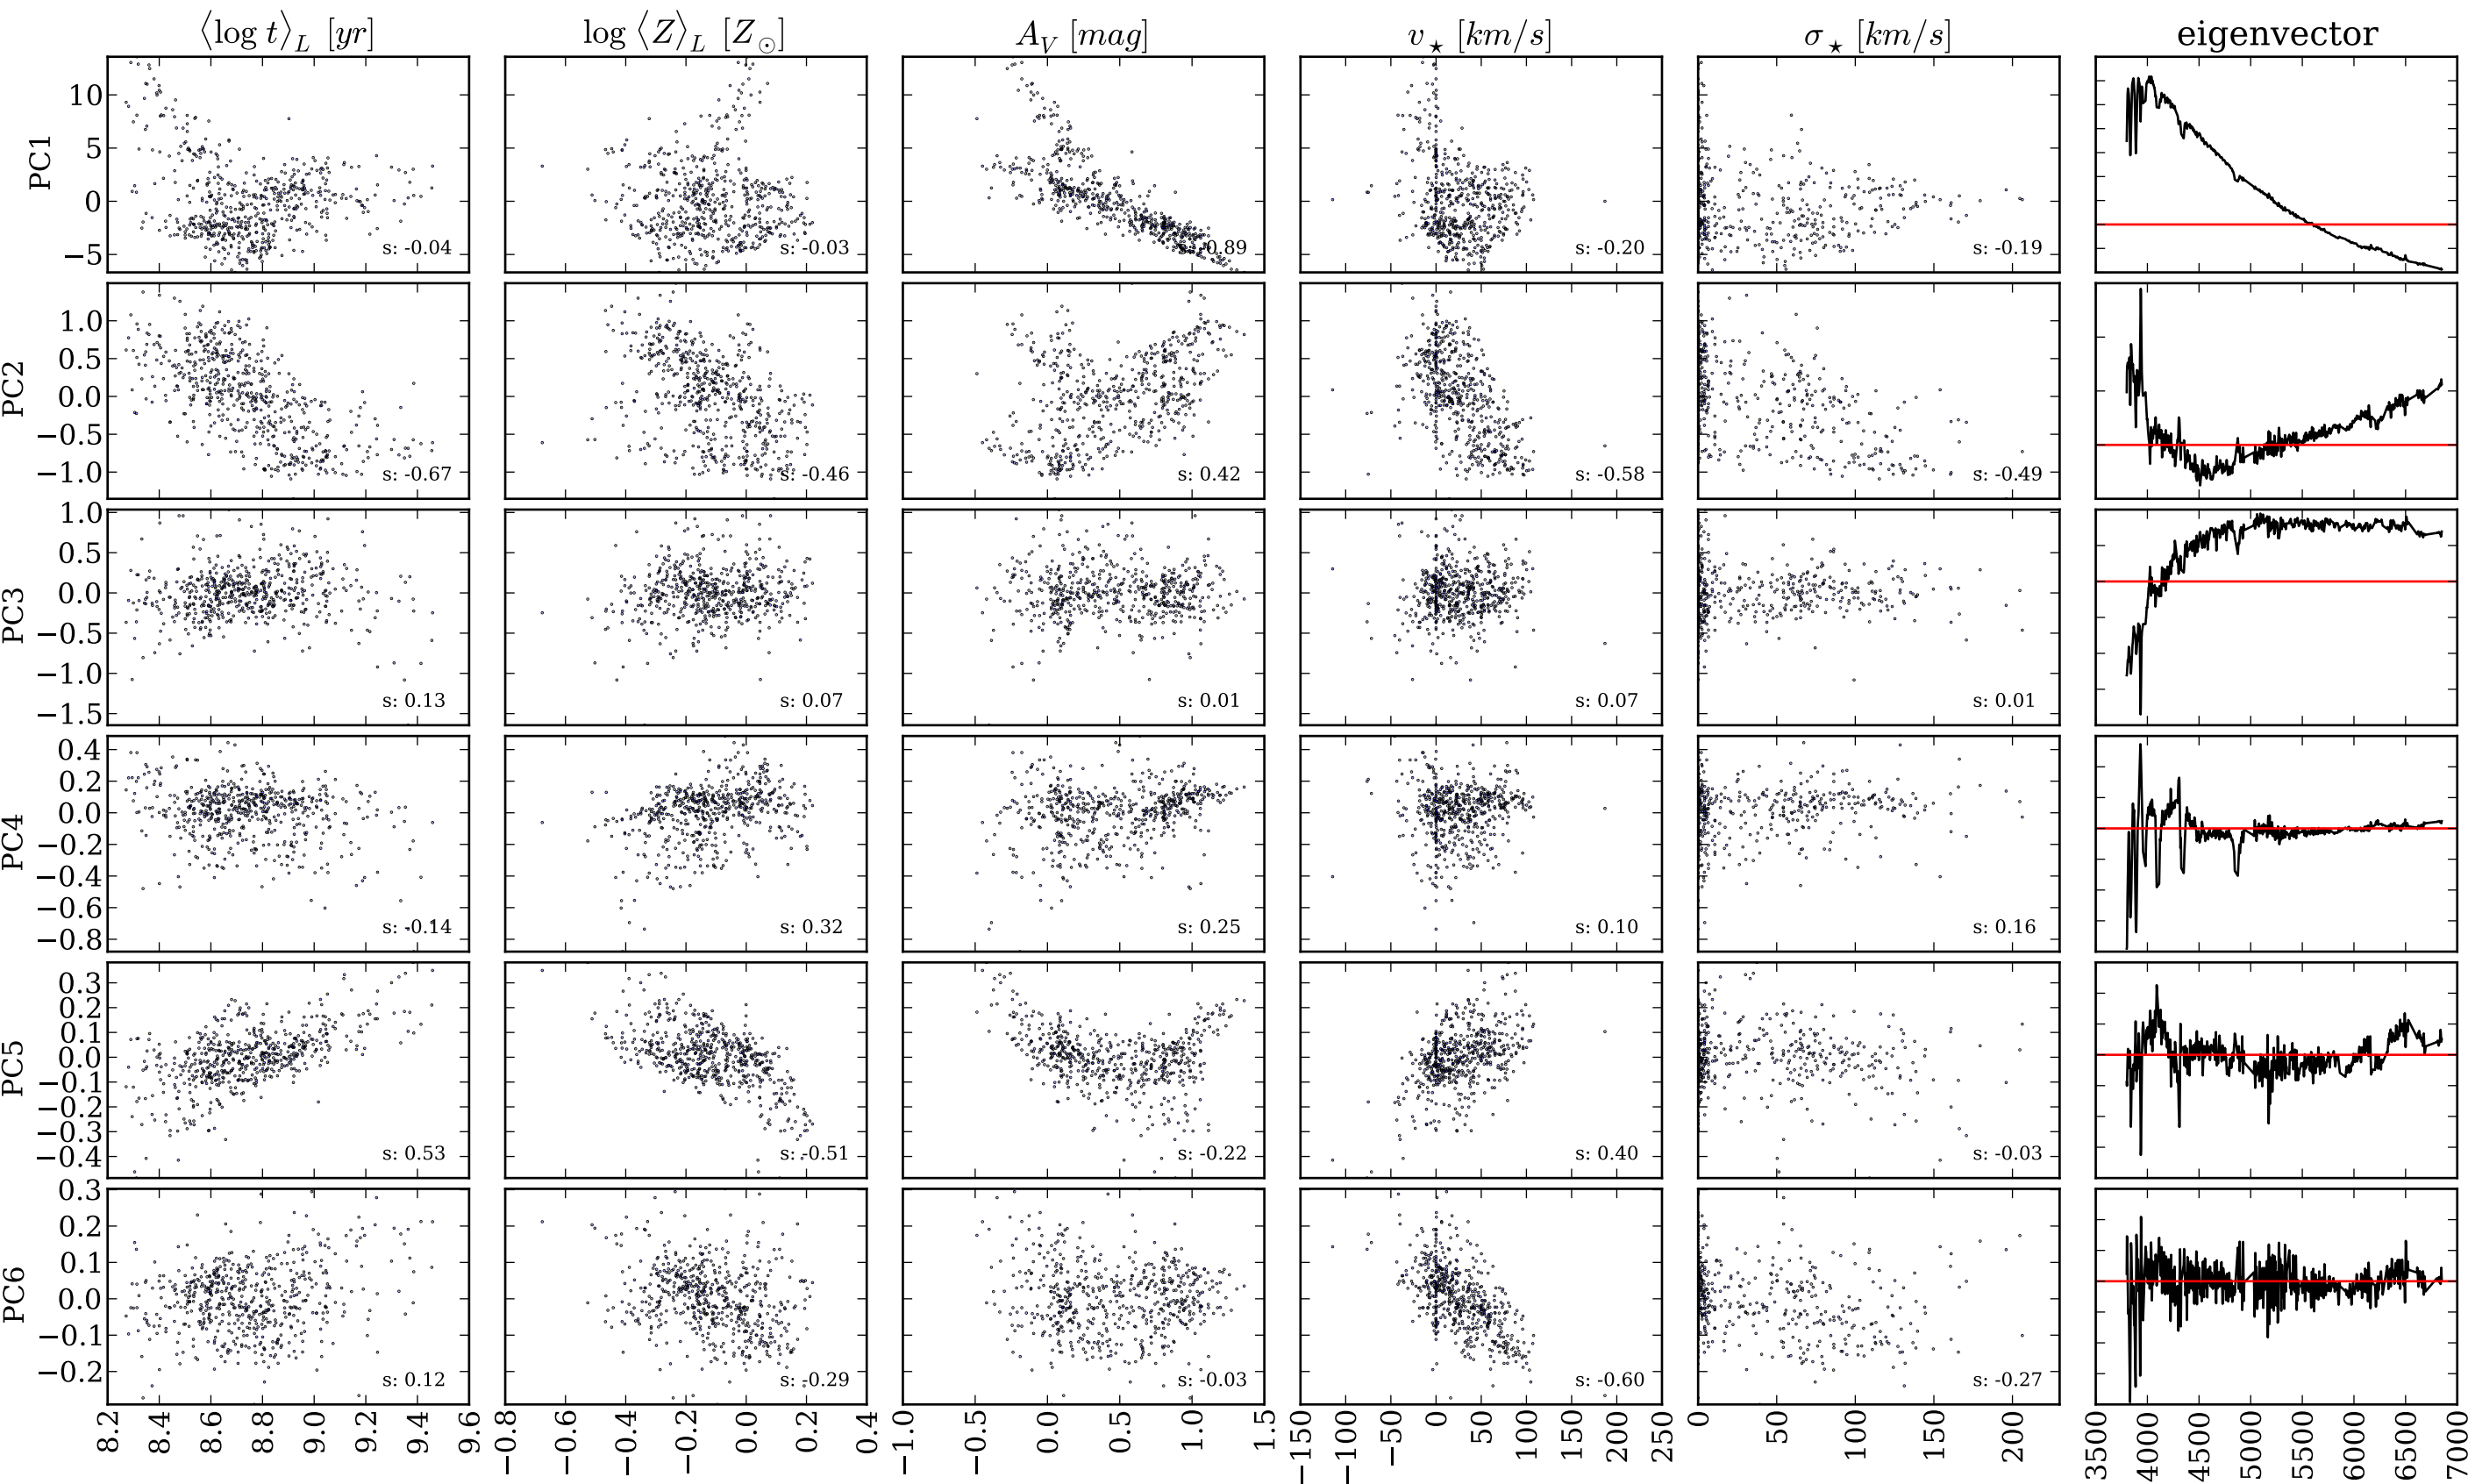 ⟨log t⟩_L [yr] log ⟨Z⟩_L [Z_⊙] A_V [mag] v_⋆ [km/s] σ_⋆ [km/s] eigenvector
PC1
10
5
0
−5
s: -0.04 s: -0.03 s: -0.89 s: -0.20 s: -0.19
PC2
1.0
0.5
0.0
−0.5
−1.0
s: -0.67 s: -0.46 s: 0.42 s: -0.58 s: -0.49
PC3
1.0
0.5
0.0
−0.5
−1.0
−1.5
s: 0.13 s: 0.07 s: 0.01 s: 0.07 s: 0.01
PC4
0.4
0.2
0.0
−0.2
−0.4
−0.6
−0.8
s: -0.14 s: 0.32 s: 0.25 s: 0.10 s: 0.16
PC5
0.3
0.2
0.1
0.0
−0.1
−0.2
−0.3
−0.4
s: 0.53 s: -0.51 s: -0.22 s: 0.40 s: -0.03
PC6
0.3
0.2
0.1
0.0
−0.1
−0.2
s: 0.12 s: -0.29 s: -0.03 s: -0.60 s: -0.27
8.2 8.4 8.6 8.8 9.0 9.2 9.4 9.6 −0.8 −0.6 −0.4 −0.2 0.0 0.2 0.4 −1.0 −0.5 0.0 0.5 1.0 1.5 −150 −100 −50 0 50 100 150 200 250 0 50 100 150 200 3500 4000 4500 5000 5500 6000 6500 7000